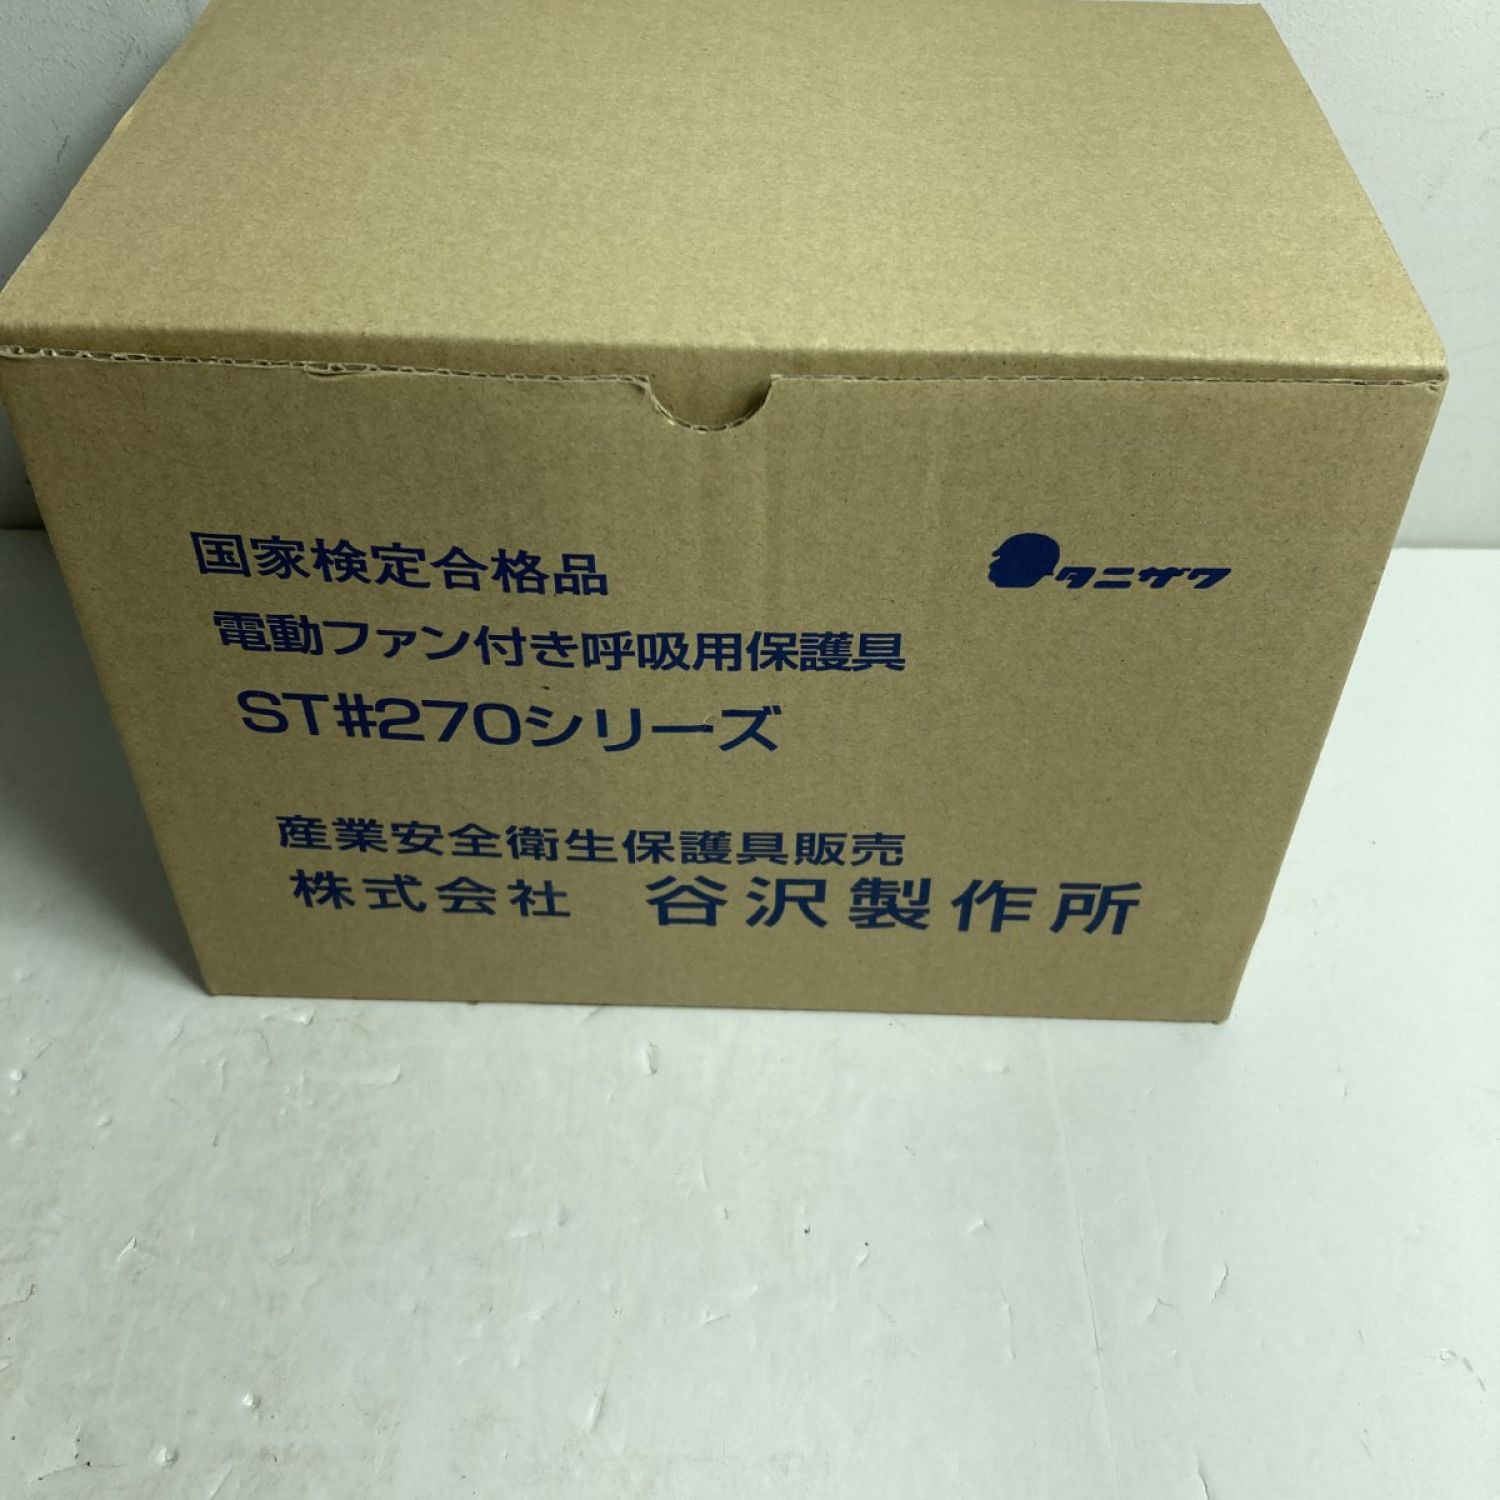 国家検定合格品
タニザワ
電動ファン付き呼吸用保護具
ST#270シリーズ
産業安全衛生保護具販売
株式会社 谷沢製作所